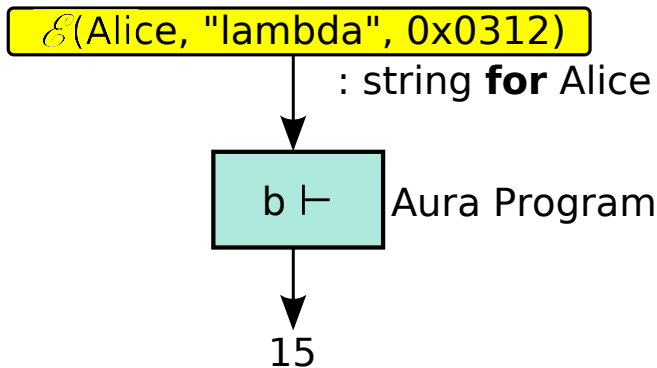 ℰ(Alice, "lambda", 0x0312)
: string for Alice
b ⊢
Aura Program
15